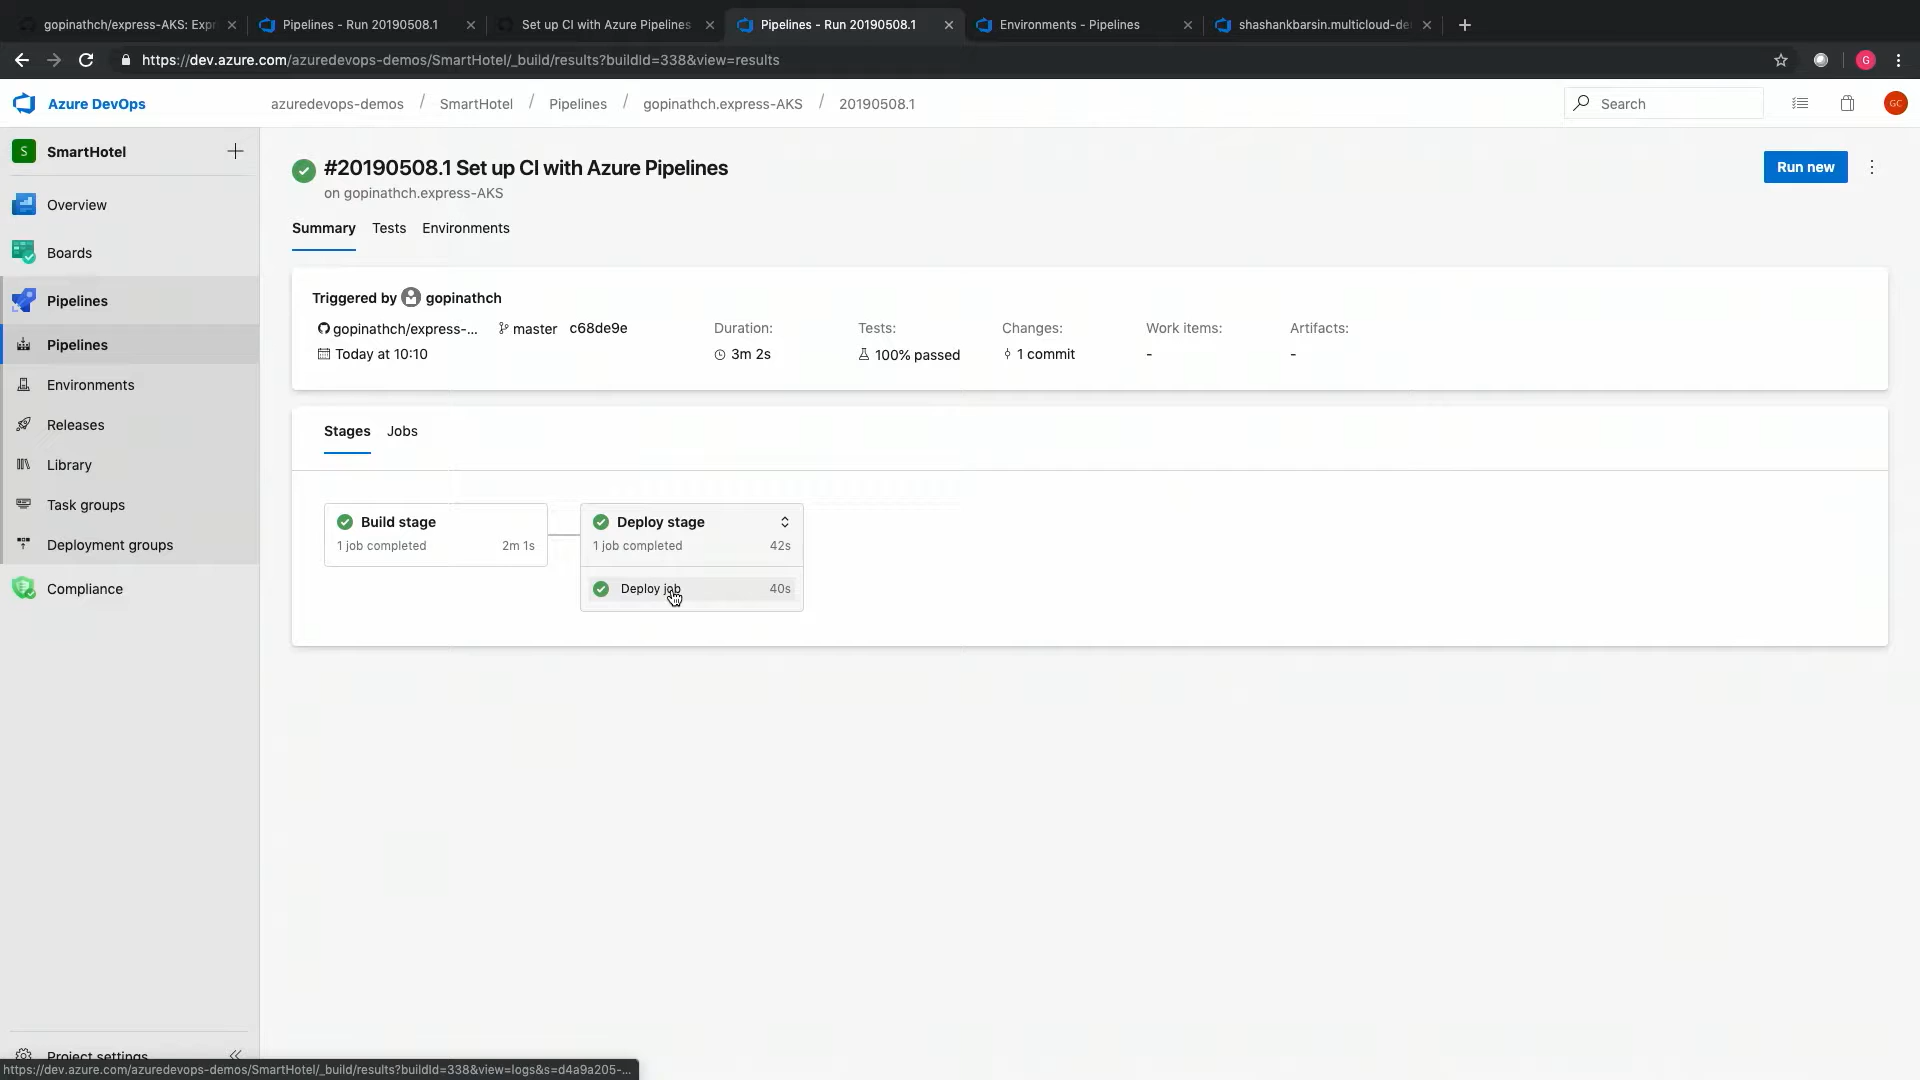 gopinathch/express-AKS: Expr
Pipelines - Run 20190508.1
Set up CI with Azure Pipelines
Pipelines - Run 20190508.1
Environments - Pipelines
shashankbarsin.multicloud-de
https://dev.azure.com/azuredevops-demos/SmartHotel/_build/results?buildId=338&view=results
G
Azure DevOps
azuredevops-demos / SmartHotel / Pipelines / gopinathch.express-AKS / 20190508.1
Search
GC
S SmartHotel
Overview
Boards
Pipelines
Pipelines
Environments
Releases
Library
Task groups
Deployment groups
Compliance
Project settings
#20190508.1 Set up CI with Azure Pipelines
on gopinathch.express-AKS
Run new
Summary Tests Environments
Triggered by gopinathch
gopinathch/express-... master c68de9e
Today at 10:10
Duration:
3m 2s
Tests:
100% passed
Changes:
1 commit
Work items:
-
Artifacts:
-
Stages Jobs
Build stage
1 job completed 2m 1s
Deploy stage
1 job completed 42s
Deploy job 40s
https://dev.azure.com/azuredevops-demos/SmartHotel/_build/results?buildId=338&view=logs&s=d4a9a205-...